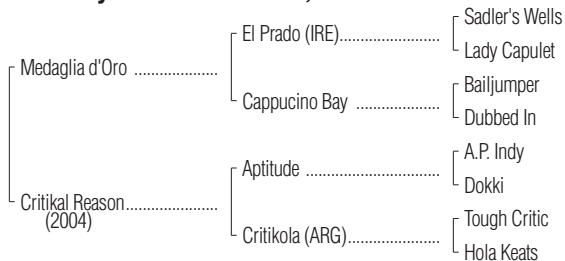 Sadler's Wells
El Prado (IRE)....................
Lady Capulet
Medaglia d'Oro ....................
Bailjumper
Cappucino Bay ....................
Dubbed In
A.P. Indy
Aptitude ...........................
Dokki
Critikal Reason......................
(2004)
Tough Critic
Critikola (ARG)....................
Hola Keats